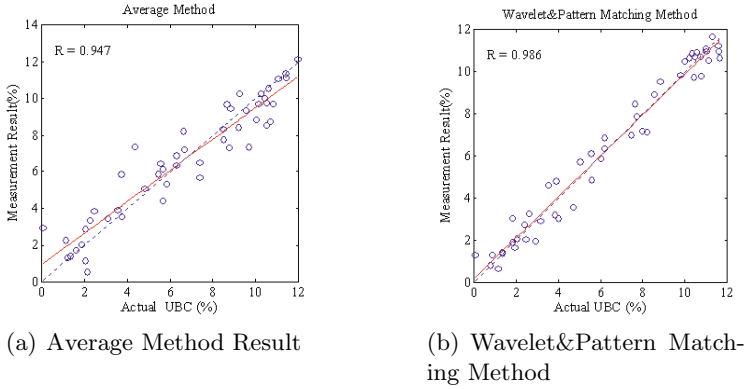 Average Method
R = 0.947
14
12
10
8
6
4
2
0
Measurement Result(%)
0 2 4 6 8 10 12
Actual UBC (%)
(a) Average Method Result
Wavelet&Pattern Matching Method
R = 0.986
12
10
8
6
4
2
0
Measurement Result(%)
0 2 4 6 8 10 12
Actual UBC (%)
(b) Wavelet&Pattern Match-
ing Method